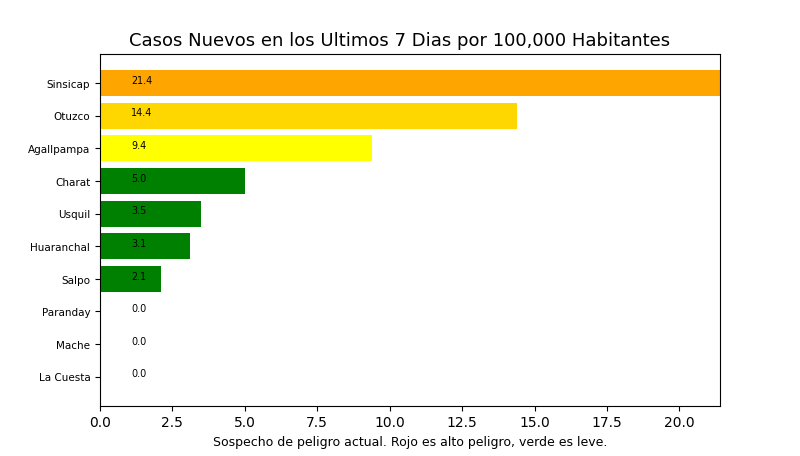 Casos Nuevos en los Ultimos 7 Dias por 100,000 Habitantes
Sinsicap 21.4
Otuzco 14.4
Agallpampa 9.4
Charat 5.0
Usquil 3.5
Huaranchal 3.1
Salpo 2.1
Paranday 0.0
Mache 0.0
La Cuesta 0.0
0.0 2.5 5.0 7.5 10.0 12.5 15.0 17.5 20.0
Sospecho de peligro actual. Rojo es alto peligro, verde es leve.